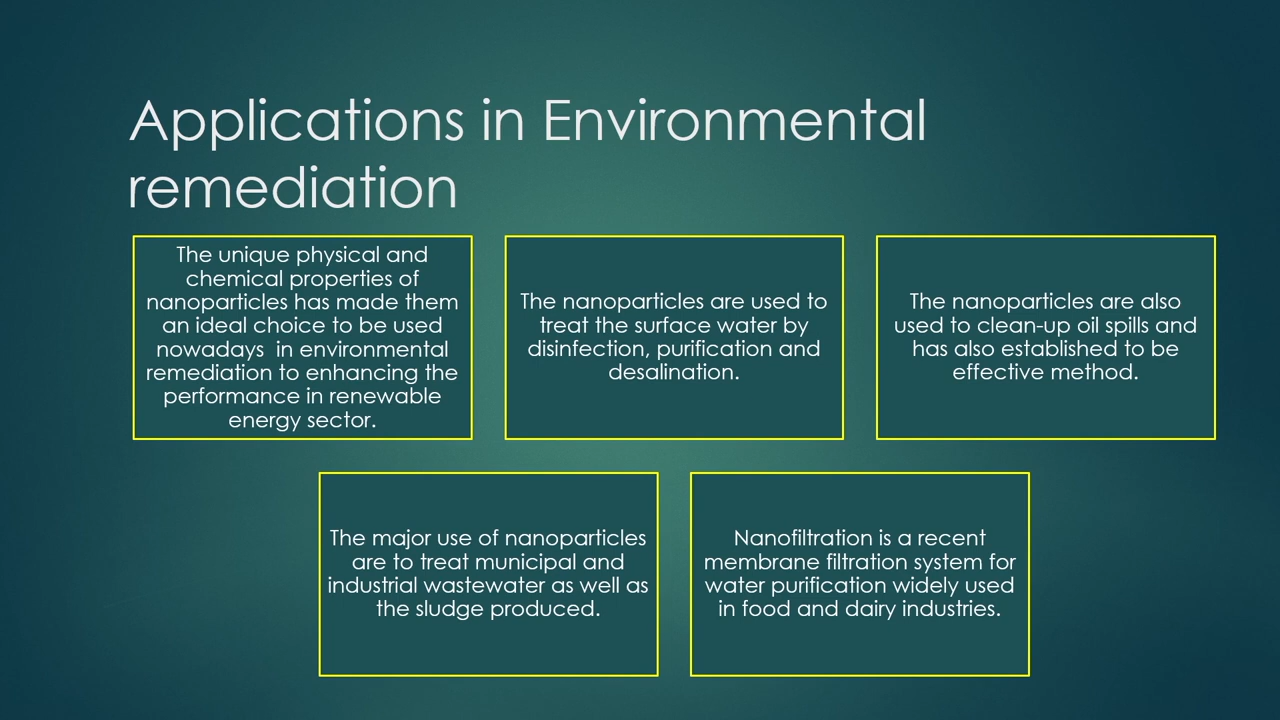 Applications in Environmental
remediation
The unique physical and
chemical properties of
nanoparticles has made them
an ideal choice to be used
nowadays  in environmental
remediation to enhancing the
performance in renewable
energy sector.
The nanoparticles are used to
treat the surface water by
disinfection, purification and
desalination.
The nanoparticles are also
used to clean-up oil spills and
has also established to be
effective method.
The major use of nanoparticles
are to treat municipal and
industrial wastewater as well as
the sludge produced.
Nanofiltration is a recent
membrane filtration system for
water purification widely used
in food and dairy industries.